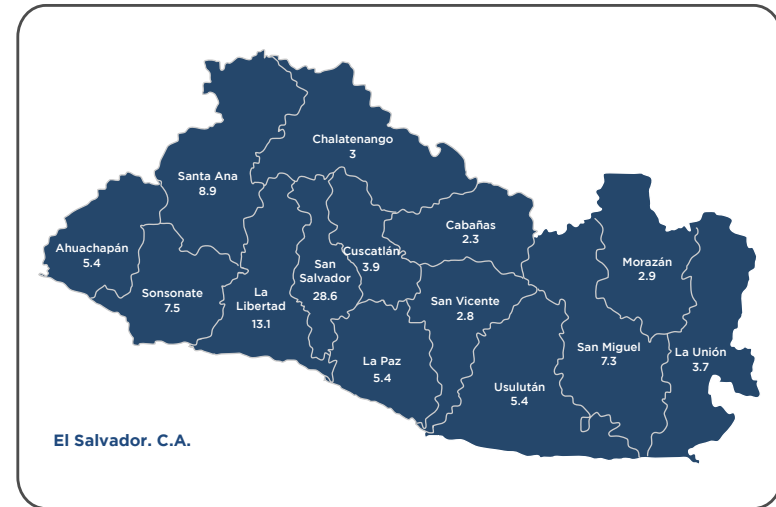 Chalatenango
3
Santa Ana
8.9
Cabañas
2.3
Ahuachapán
5.4
Cuscatlán
3.9
Morazán
2.9
San
Salvador
28.6
Sonsonate
7.5
La
Libertad
13.1
San Vicente
2.8
San Miguel
7.3
La Unión
3.7
La Paz
5.4
Usulután
5.4
El Salvador. C.A.